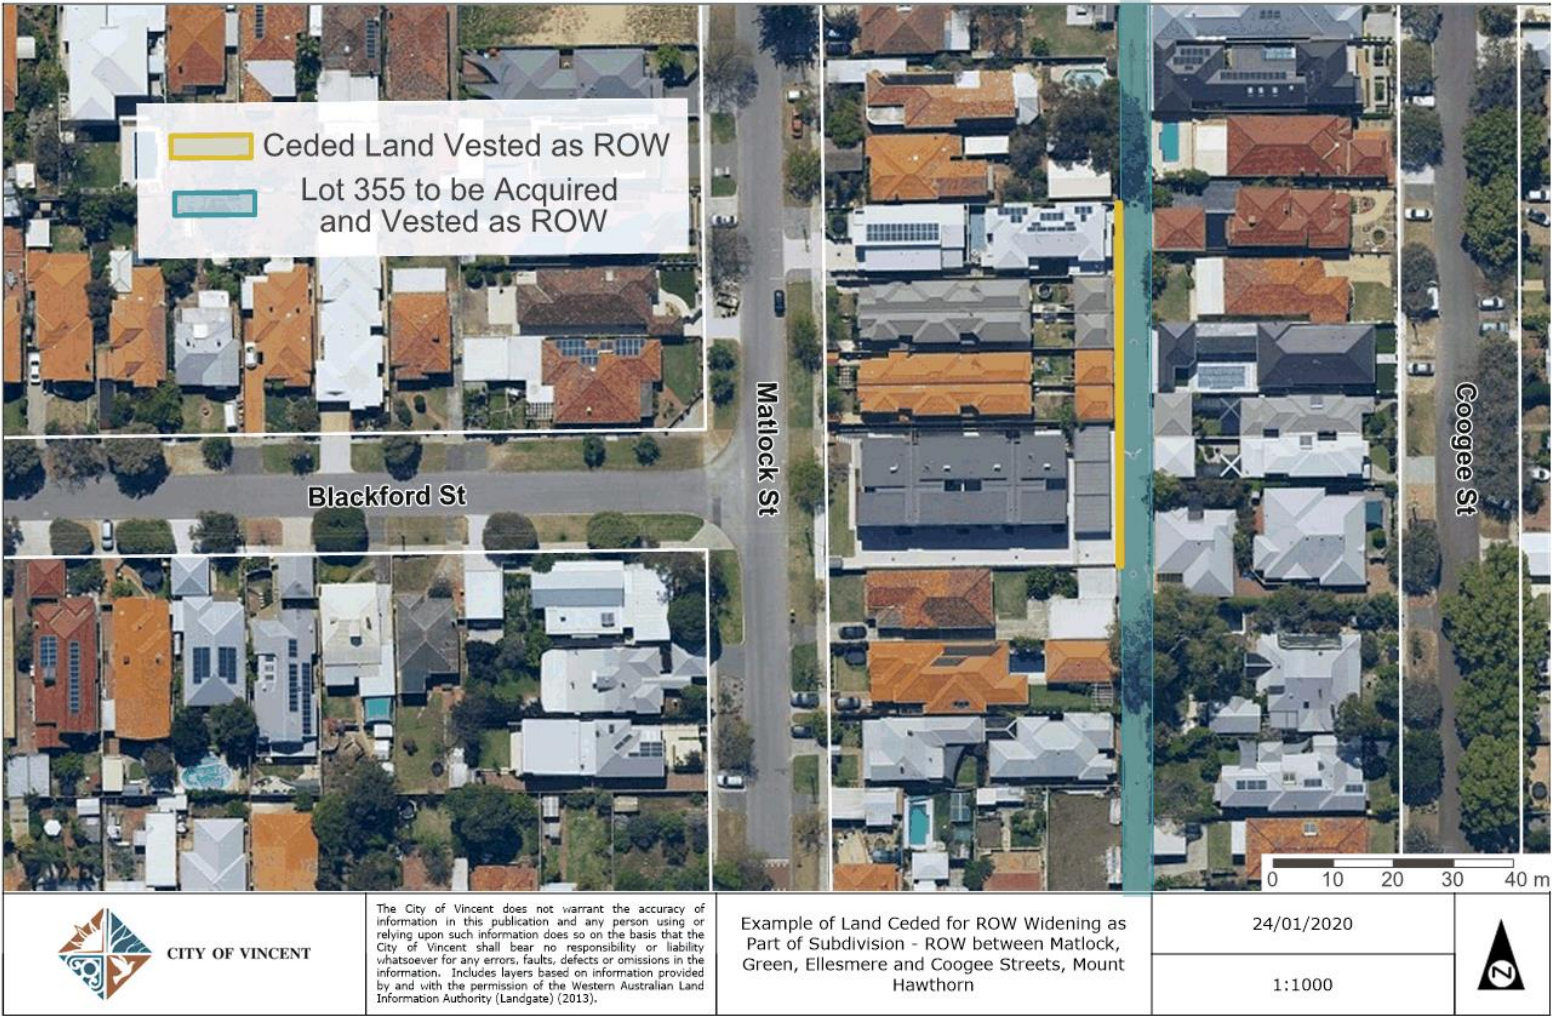 Ceded Land Vested as ROW
Lot 355 to be Acquired
and Vested as ROW
Blackford St
Matlock St
Coogee St
0 10 20 30 40 m
CITY OF VINCENT
The City of Vincent does not warrant the accuracy of
information in this publication and any person using or
relying upon such information does so on the basis that the
City of Vincent shall bear no responsibility or liability
whatsoever for any errors, faults, defects or omissions in the
information. Includes layers based on information provided
by and with the permission of the Western Australian Land
Information Authority (Landgate) (2013).
Example of Land Ceded for ROW Widening as
Part of Subdivision - ROW between Matlock,
Green, Ellesmere and Coogee Streets, Mount
Hawthorn
24/01/2020
1:1000
N